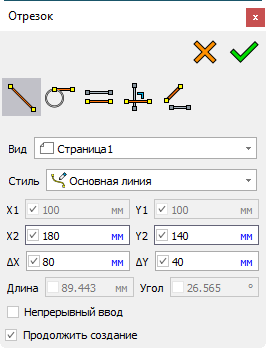 Отрезок
Вид Страница1
Стиль Основная линия
X1 100 мм Y1 100 мм
X2 180 мм Y2 140 мм
ΔX 80 мм ΔY 40 мм
Длина 89.443 мм Угол 26.565 °
Непрерывный ввод
Продолжить создание